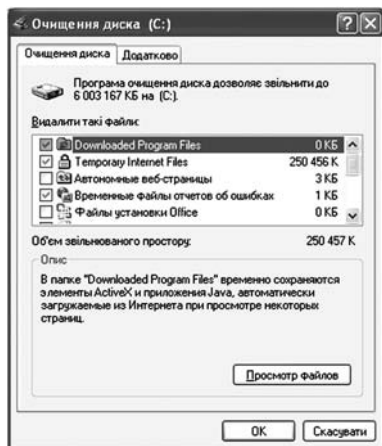 Очищення диска (C:)
Очищення диска Додатково
Програма очищення диска дозволяє звільнити до
6 003 167 КБ на (C:).
Видалити такі файли:
Downloaded Program Files 0 КБ
Temporary Internet Files 250 456 K
Автономные веб-страницы 3 КБ
Временные файлы отчетов об ошибках 1 КБ
Файлы установки Office 0 КБ
Об'єм звільнюваного простору: 250 457 K
Опис
В папке "Downloaded Program Files" временно сохраняются
элементы ActiveX и приложения Java, автоматически
загружаемые из Интернета при просмотре некоторых
страниц.
Просмотр файлов
OK Скасувати